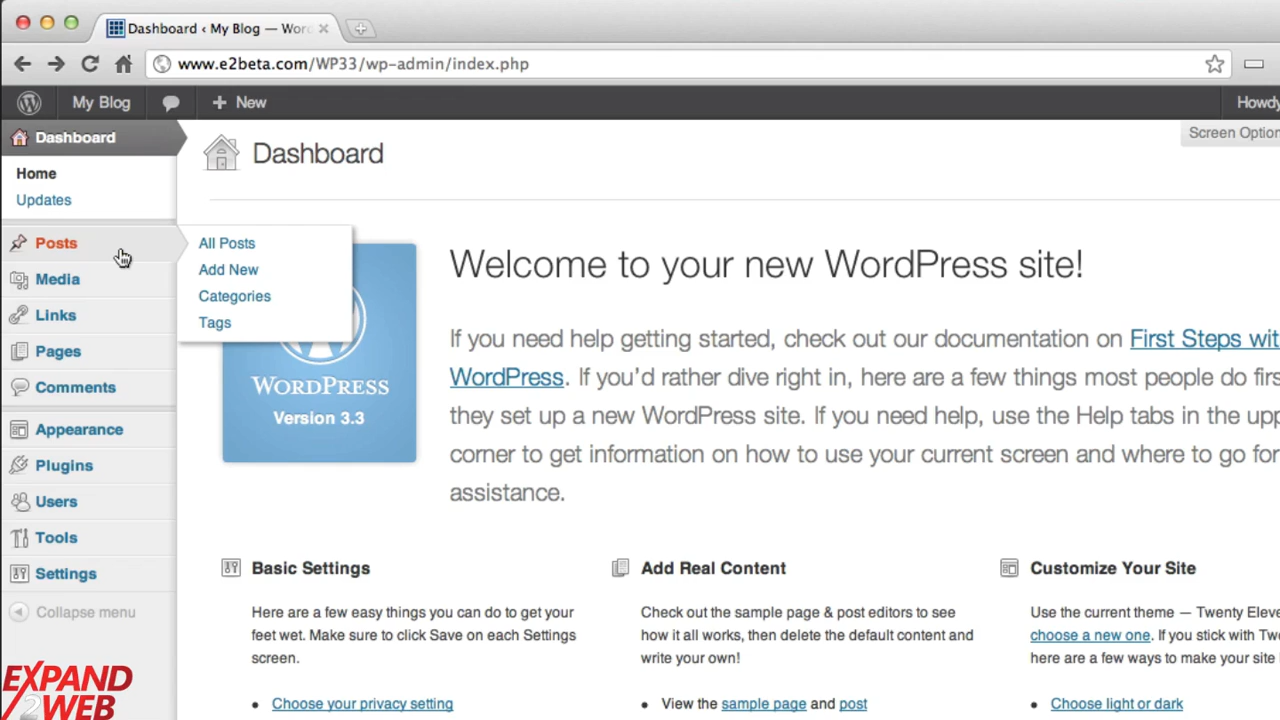 Dashboard ‹ My Blog — Wor
www.e2beta.com/WP33/wp-admin/index.php
My Blog
New
Howdy
Dashboard
Home
Updates
Posts
Media
Links
Pages
Comments
Appearance
Plugins
Users
Tools
Settings
Collapse menu
EXPAND
2WEB
All Posts
Add New
Categories
Tags
Dashboard
Screen Option
WORDPRESS
Version 3.3
Welcome to your new WordPress site!
If you need help getting started, check out our documentation on First Steps wit
WordPress. If you'd rather dive right in, here are a few things most people do firs
they set up a new WordPress site. If you need help, use the Help tabs in the upp
corner to get information on how to use your current screen and where to go for
assistance.
Basic Settings
Here are a few easy things you can do to get your
feet wet. Make sure to click Save on each Settings
screen.
• Choose your privacy setting
Add Real Content
Check out the sample page & post editors to see
how it all works, then delete the default content and
write your own!
• View the sample page and post
Customize Your Site
Use the current theme — Twenty Eleve
choose a new one. If you stick with Twe
here are a few ways to make your site
• Choose light or dark